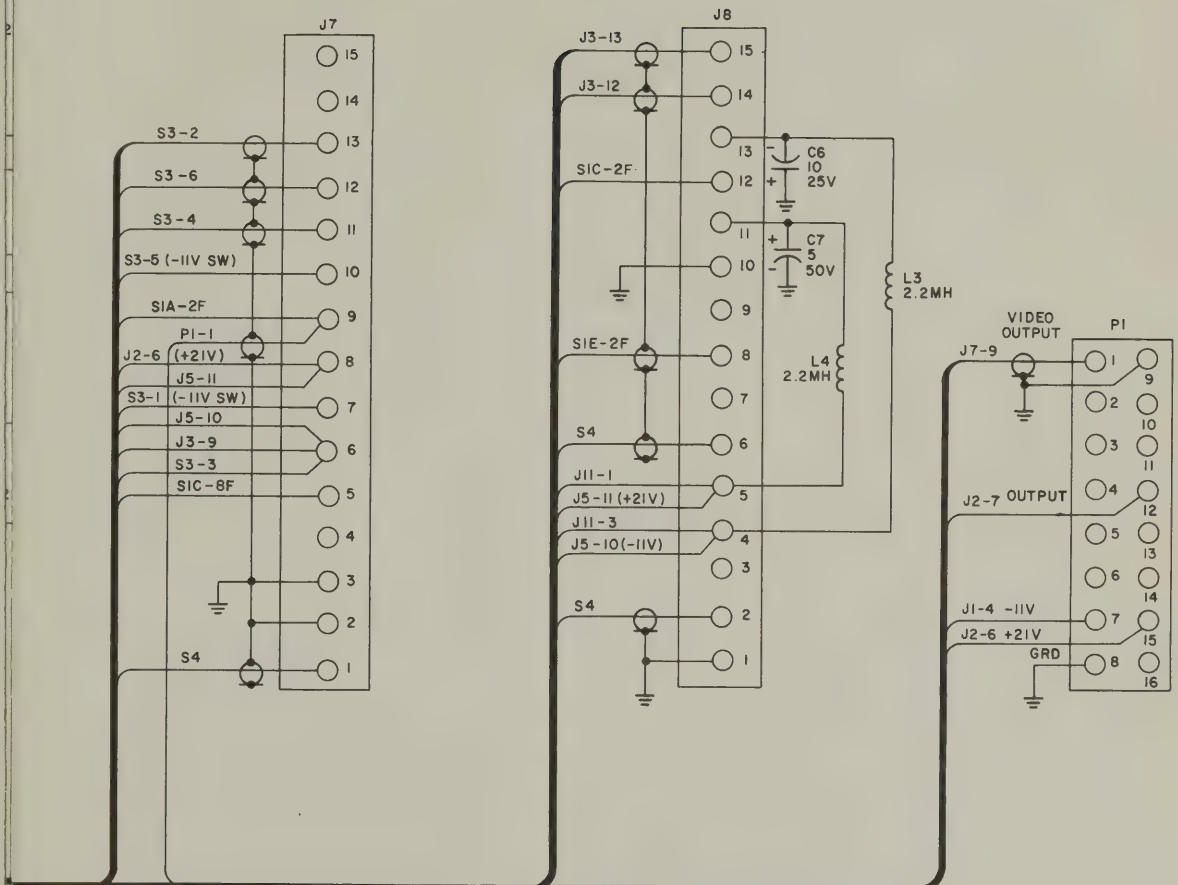 J7
15
14
S3-2
13
S3-6
12
S3-4
11
S3-5 (-11V SW)
10
S1A-2F
9
P1-1
J2-6 (+21V)
8
J5-11
S3-1 (-11V SW)
7
J5-10
J3-9
6
S3-3
S1C-8F
5
4
3
2
S4
1
J8
J3-13
15
J3-12
14
13
S1C-2F
12
11
10
9
S1E-2F
8
7
S4
6
J11-1
5
J5-11 (+21V)
J11-3
4
J5-10(-11V)
3
S4
2
1
-
C6
10
+
25V
+
C7
5
-
50V
L3
2.2MH
L4
2.2MH
VIDEO
OUTPUT
P1
J7-9
1
9
2
10
3
11
4
J2-7 OUTPUT
12
5
13
6
14
J1-4 -11V
7
J2-6 +21V
15
GRD
8
16